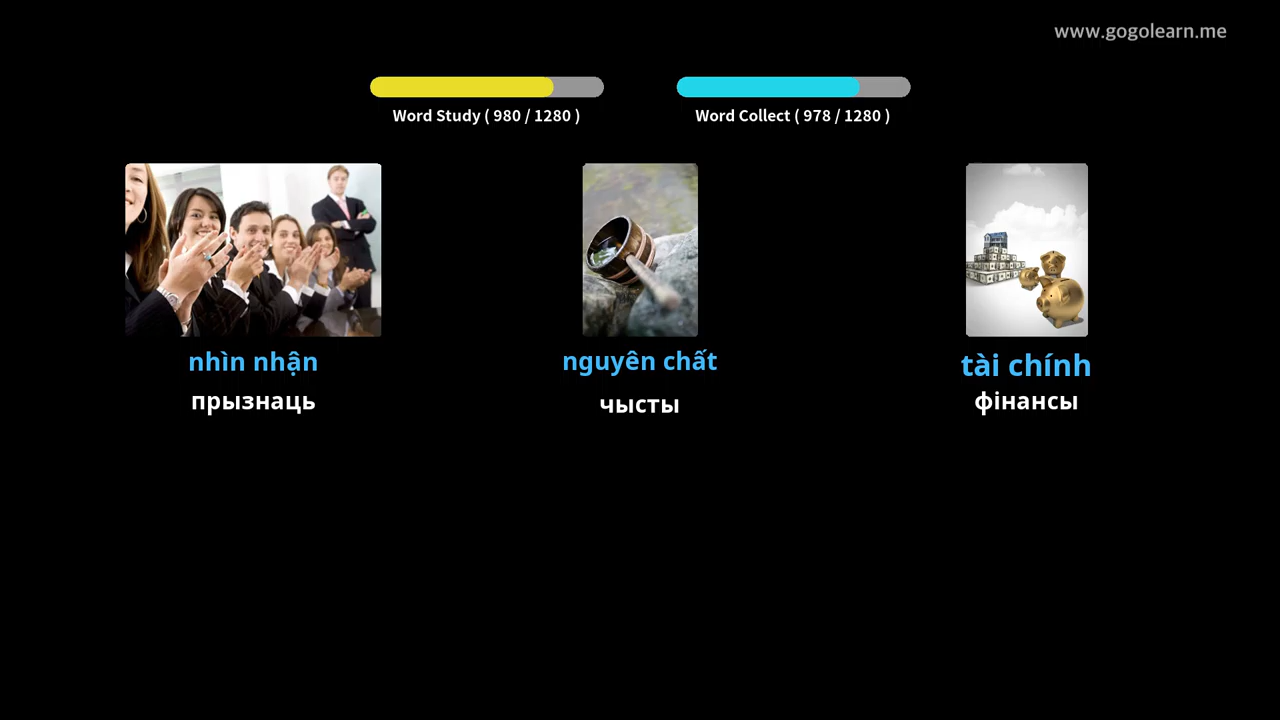 www.gogolearn.me
Word Study ( 980 / 1280 )
Word Collect ( 978 / 1280 )
nhìn nhận
прызнаць
nguyên chất
чысты
tài chính
фінансы